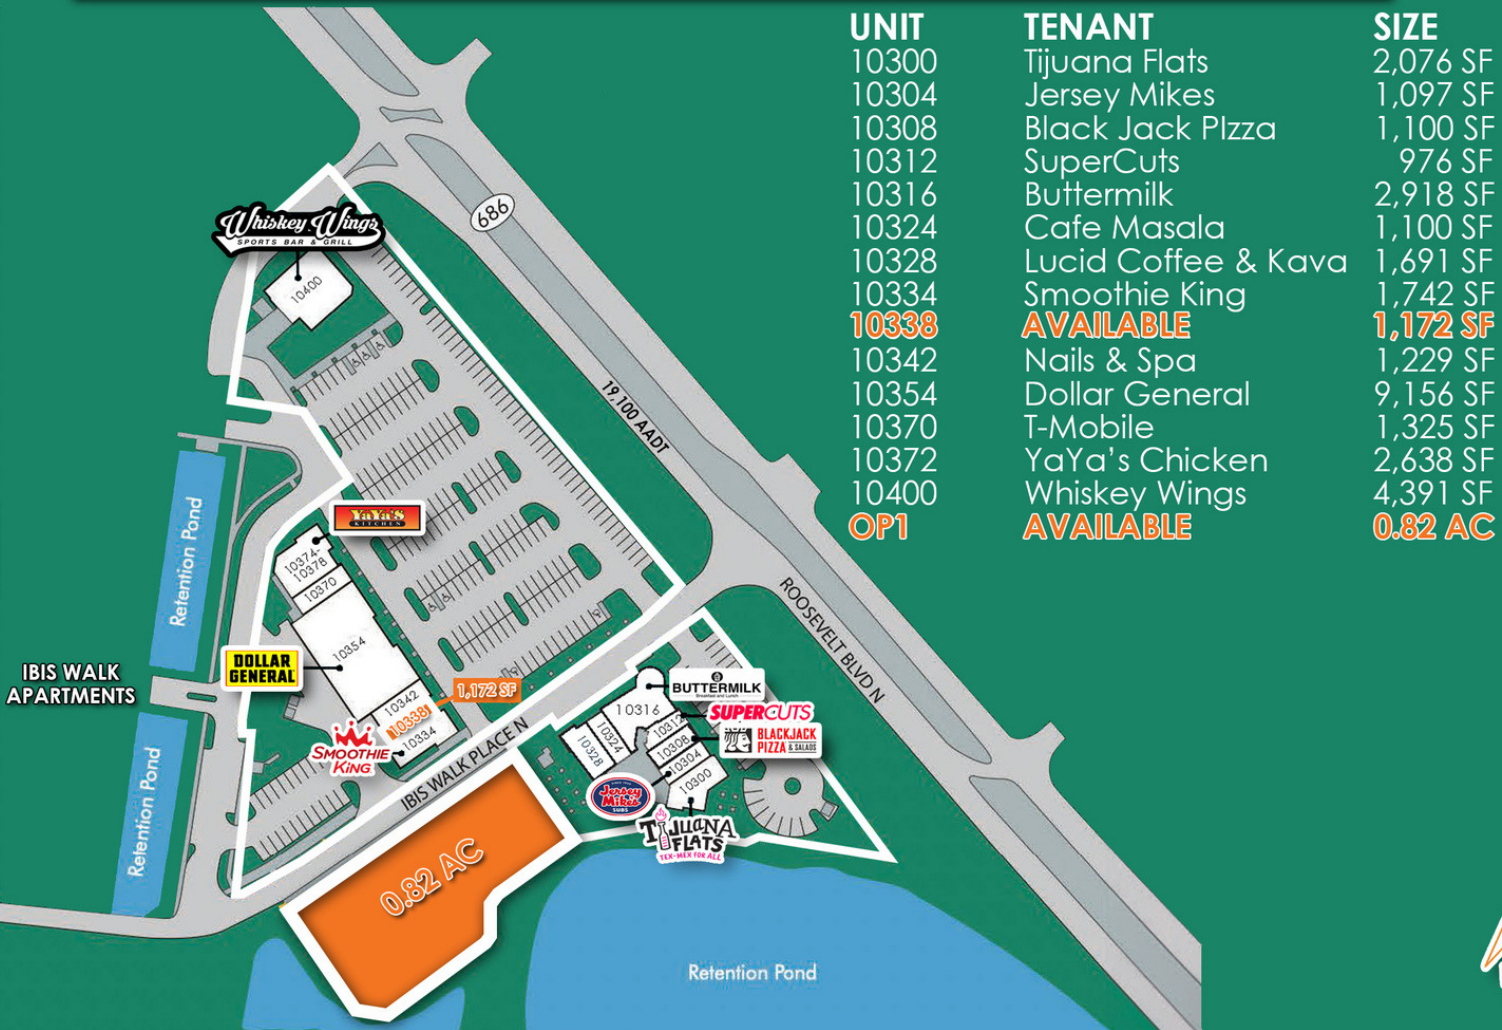 UNIT TENANT SIZE
10300 Tijuana Flats 2,076 SF
10304 Jersey Mikes 1,097 SF
10308 Black Jack PIzza 1,100 SF
10312 SuperCuts 976 SF
10316 Buttermilk 2,918 SF
10324 Cafe Masala 1,100 SF
10328 Lucid Coffee & Kava 1,691 SF
10334 Smoothie King 1,742 SF
10338 AVAILABLE 1,172 SF
10342 Nails & Spa 1,229 SF
10354 Dollar General 9,156 SF
10370 T-Mobile 1,325 SF
10372 YaYa's Chicken 2,638 SF
10400 Whiskey Wings 4,391 SF
OP1 AVAILABLE 0.82 AC
686
Whiskey Wings
SPORTS BAR & GRILL
10400
19,100 AADT
Retention Pond
YaYa's
KITCHEN
10374-
10378
10370
10354
DOLLAR
GENERAL
IBIS WALK
APARTMENTS
10342
1,172 SF
10338
10334
SMOOTHIE
KING
ROOSEVELT BLVD N
IBIS WALK PLACE N
BUTTERMILK
Breakfast and Lunch
10316
SUPERCUTS
10312
BLACKJACK
PIZZA & SALADS
10308
10324
10328
10304
10300
Jersey
Mike's
SUBS
TIJUANA
FLATS
TEX-MEX FOR ALL
Retention Pond
0.82 AC
Retention Pond